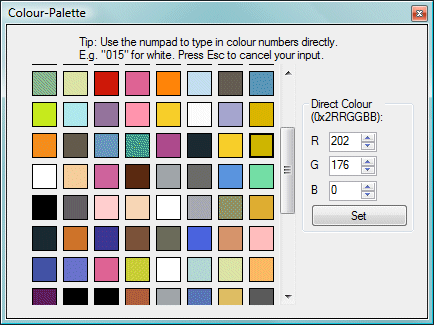 Colour-Palette
Tip: Use the numpad to type in colour numbers directly.
E.g. "015" for white. Press Esc to cancel your input.
Direct Colour
(0x2RRGGBB):
R 202
G 176
B 0
Set